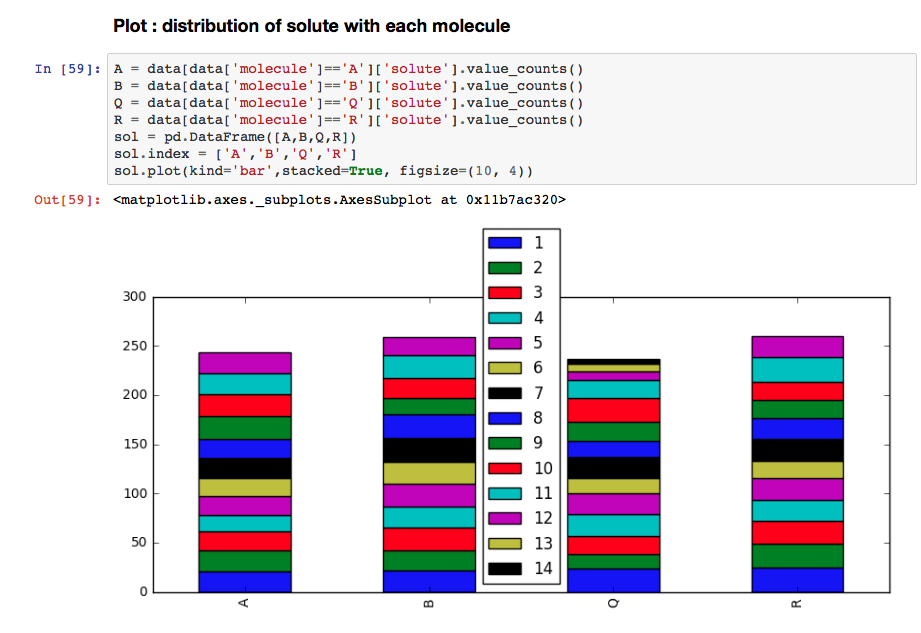 Plot : distribution of solute with each molecule
In [59]: A = data[data['molecule']=='A']['solute'].value_counts()
B = data[data['molecule']=='B']['solute'].value_counts()
Q = data[data['molecule']=='Q']['solute'].value_counts()
R = data[data['molecule']=='R']['solute'].value_counts()
sol = pd.DataFrame([A,B,Q,R])
sol.index = ['A','B','Q','R']
sol.plot(kind='bar',stacked=True, figsize=(10, 4))
Out[59]: <matplotlib.axes._subplots.AxesSubplot at 0x11b7ac320>
1
2
3
4
5
6
7
8
9
10
11
12
13
14
300
250
200
150
100
50
0
A
B
Q
R